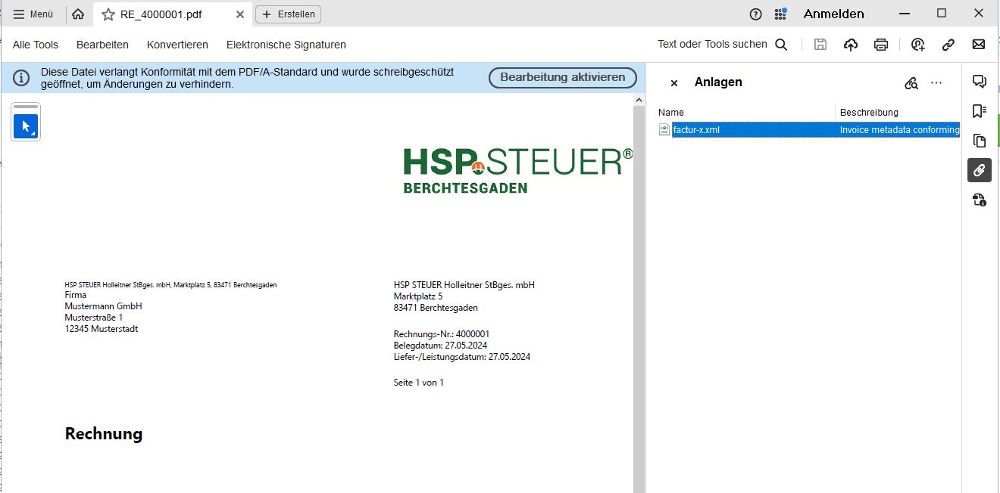 Menü
RE_4000001.pdf
Erstellen
Anmelden
Alle Tools
Bearbeiten
Konvertieren
Elektronische Signaturen
Text oder Tools suchen
Diese Datei verlangt Konformität mit dem PDF/A-Standard und wurde schreibgeschützt
geöffnet, um Änderungen zu verhindern.
Bearbeitung aktivieren
HSP STEUER®
BERCHTESGADEN
HSP STEUER Holleitner StBges. mbH, Marktplatz 5, 83471 Berchtesgaden
Firma
Mustermann GmbH
Musterstraße 1
12345 Musterstadt
HSP STEUER Holleitner StBges. mbH
Marktplatz 5
83471 Berchtesgaden
Rechnungs-Nr.: 4000001
Belegdatum: 27.05.2024
Liefer-/Leistungsdatum: 27.05.2024
Seite 1 von 1
Rechnung
Anlagen
Name
Beschreibung
factur-x.xml
Invoice metadata conforming